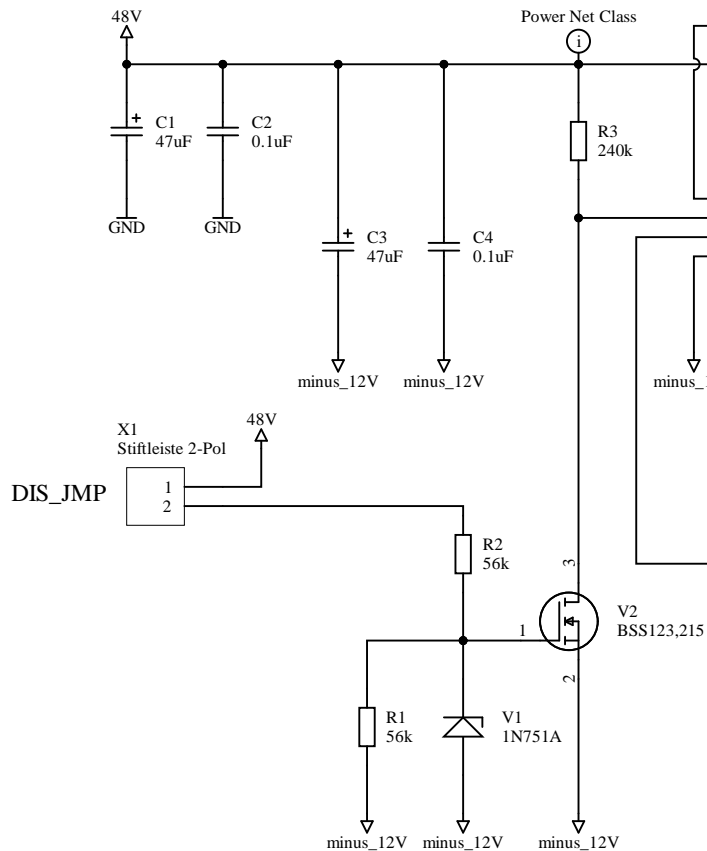 48V
Power Net Class
i
+
C1
47uF
C2
0.1uF
R3
240k
GND
GND
+
C3
47uF
C4
0.1uF
minus_12V
minus_12V
minus_1
48V
X1
Stiftleiste 2-Pol
DIS_JMP
1
2
R2
56k
3
V2
BSS123,215
1
2
R1
56k
V1
1N751A
minus_12V
minus_12V
minus_12V